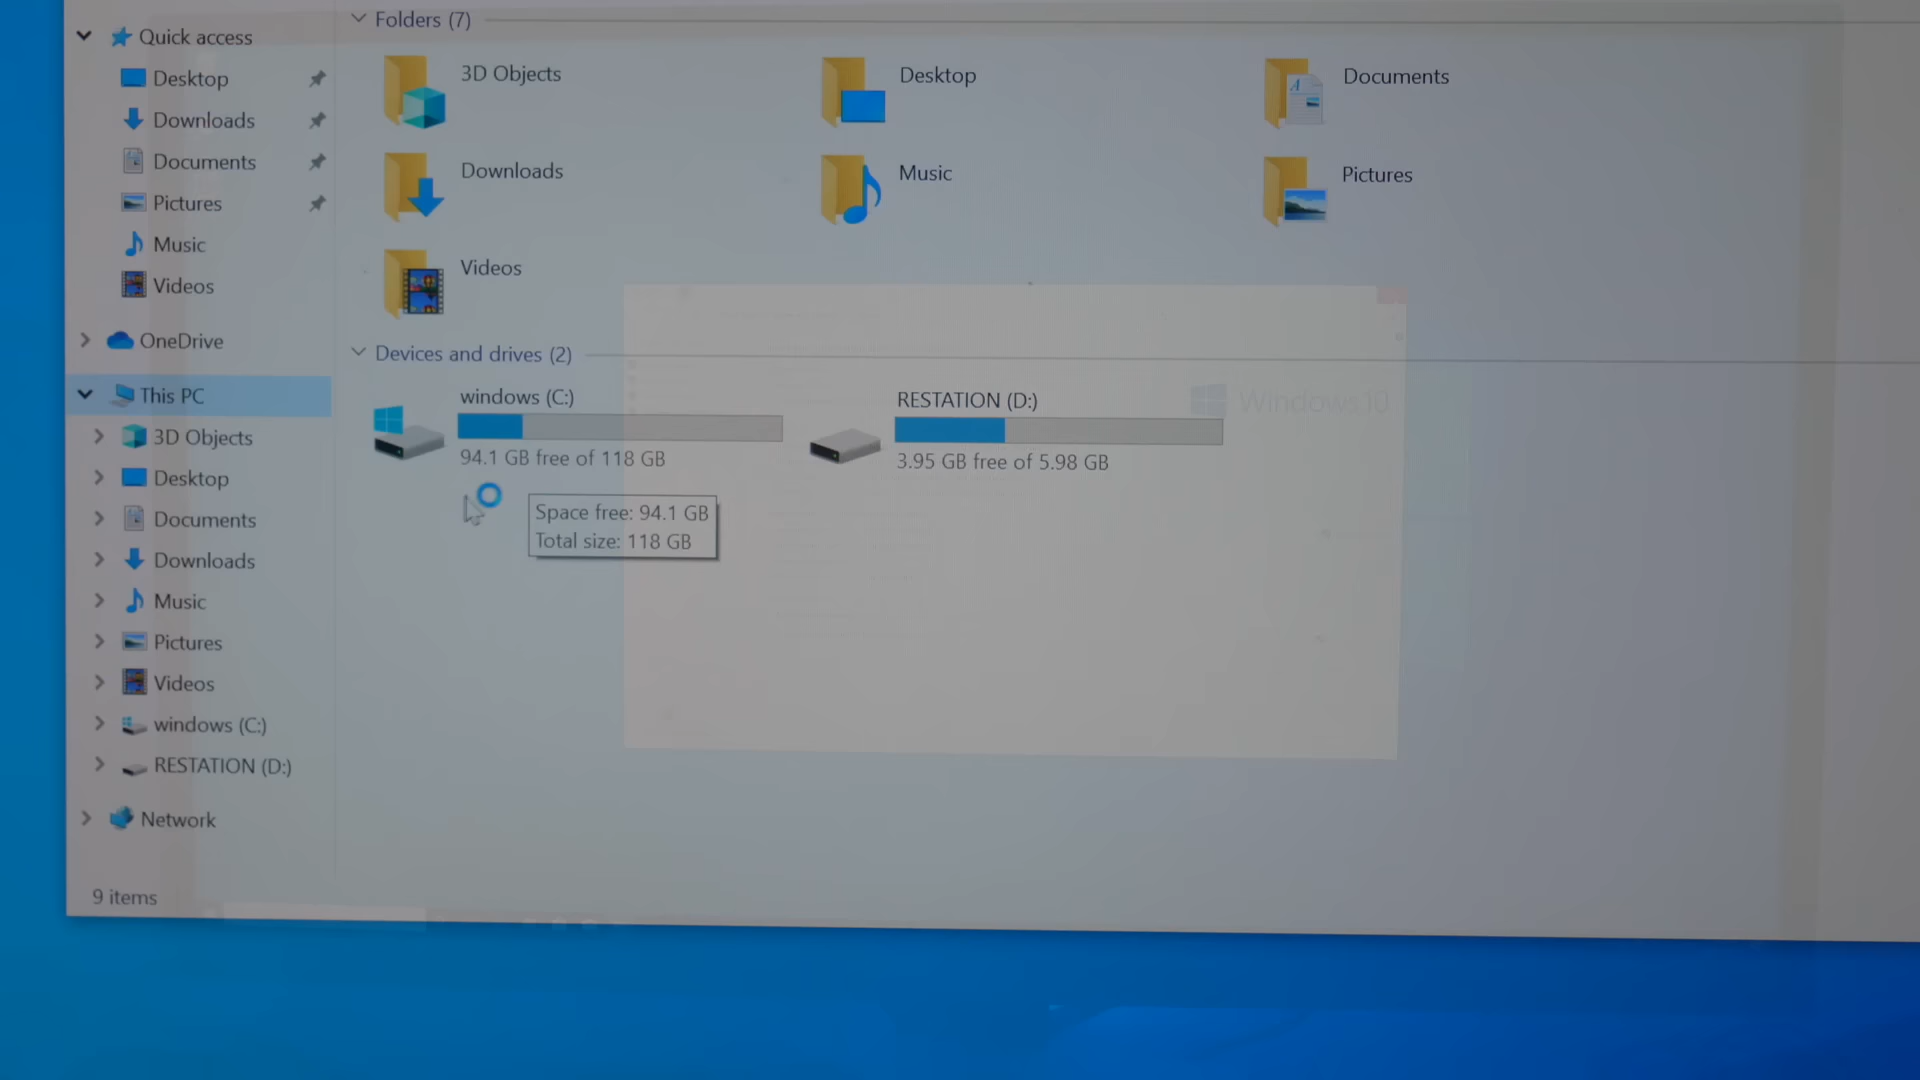 Quick access
Desktop
Downloads
Documents
Pictures
Music
Videos
OneDrive
This PC
3D Objects
Desktop
Documents
Downloads
Music
Pictures
Videos
windows (C:)
RESTATION (D:)
Network
9 items
Folders (7)
3D Objects
Desktop
Documents
Downloads
Music
Pictures
Videos
Devices and drives (2)
windows (C:)
94.1 GB free of 118 GB
RESTATION (D:)
3.95 GB free of 5.98 GB
Windows 10
Space free: 94.1 GB
Total size: 118 GB